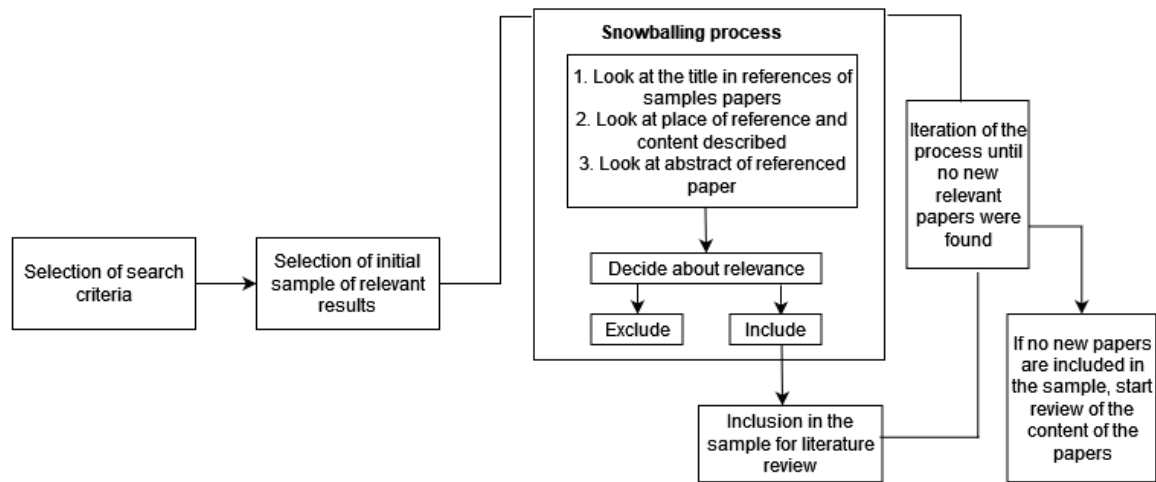 Snowballing process
1. Look at the title in references of
samples papers
2. Look at place of reference and
content described
3. Look at abstract of referenced
paper
Iteration of the
process until
no new
relevant
papers were
found
Selection of search
criteria
Selection of initial
sample of relevant
results
Decide about relevance
Exclude
Include
If no new papers
are included in
the sample, start
review of the
content of the
papers
Inclusion in the
sample for literature
review